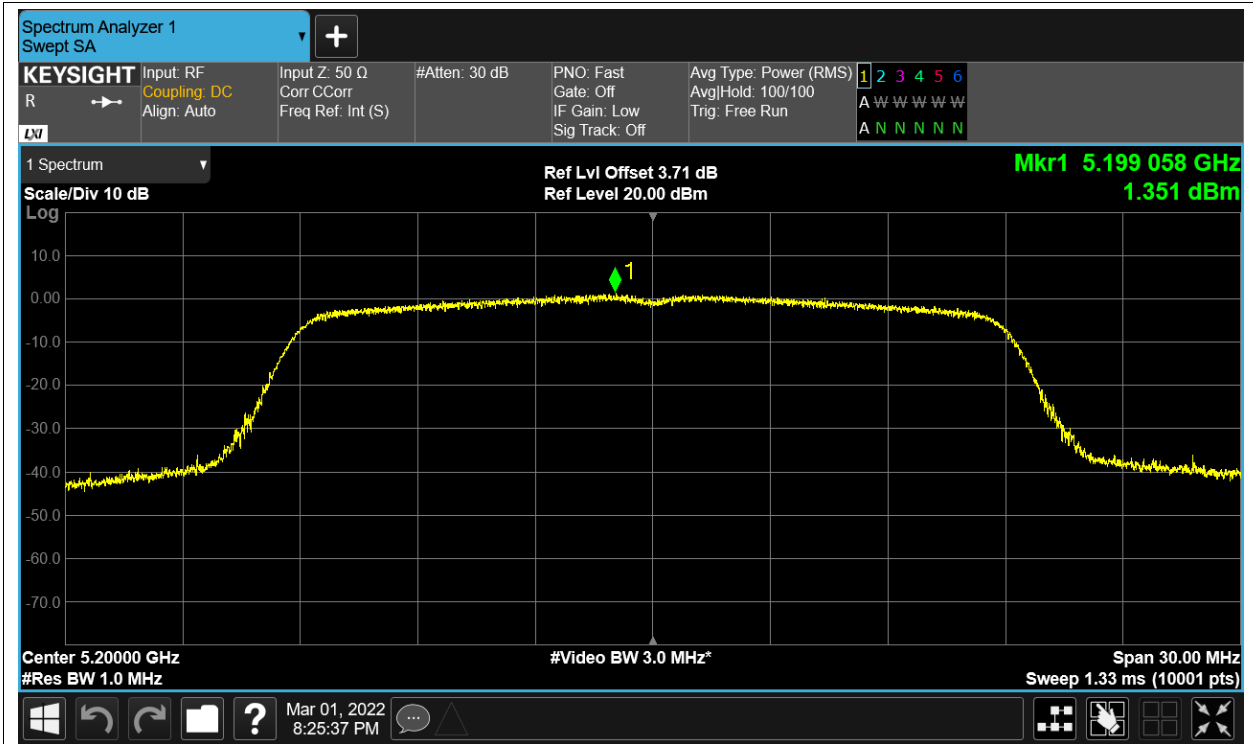 Spectrum Analyzer 1
Swept SA
KEYSIGHT
R
LXI
Input: RF
Coupling: DC
Align: Auto
Input Z: 50 Ω
Corr CCorr
Freq Ref: Int (S)
#Atten: 30 dB
PNO: Fast
Gate: Off
IF Gain: Low
Sig Track: Off
Avg Type: Power (RMS)
Avg|Hold: 100/100
Trig: Free Run
1 2 3 4 5 6
A W W W W W
A N N N N N
1 Spectrum
Scale/Div 10 dB
Log
Ref Lvl Offset 3.71 dB
Ref Level 20.00 dBm
Mkr1 5.199 058 GHz
1.351 dBm
1
10.0
0.00
-10.0
-20.0
-30.0
-40.0
-50.0
-60.0
-70.0
Center 5.20000 GHz
#Video BW 3.0 MHz*
Span 30.00 MHz
#Res BW 1.0 MHz
Sweep 1.33 ms (10001 pts)
?
Mar 01, 2022
8:25:37 PM